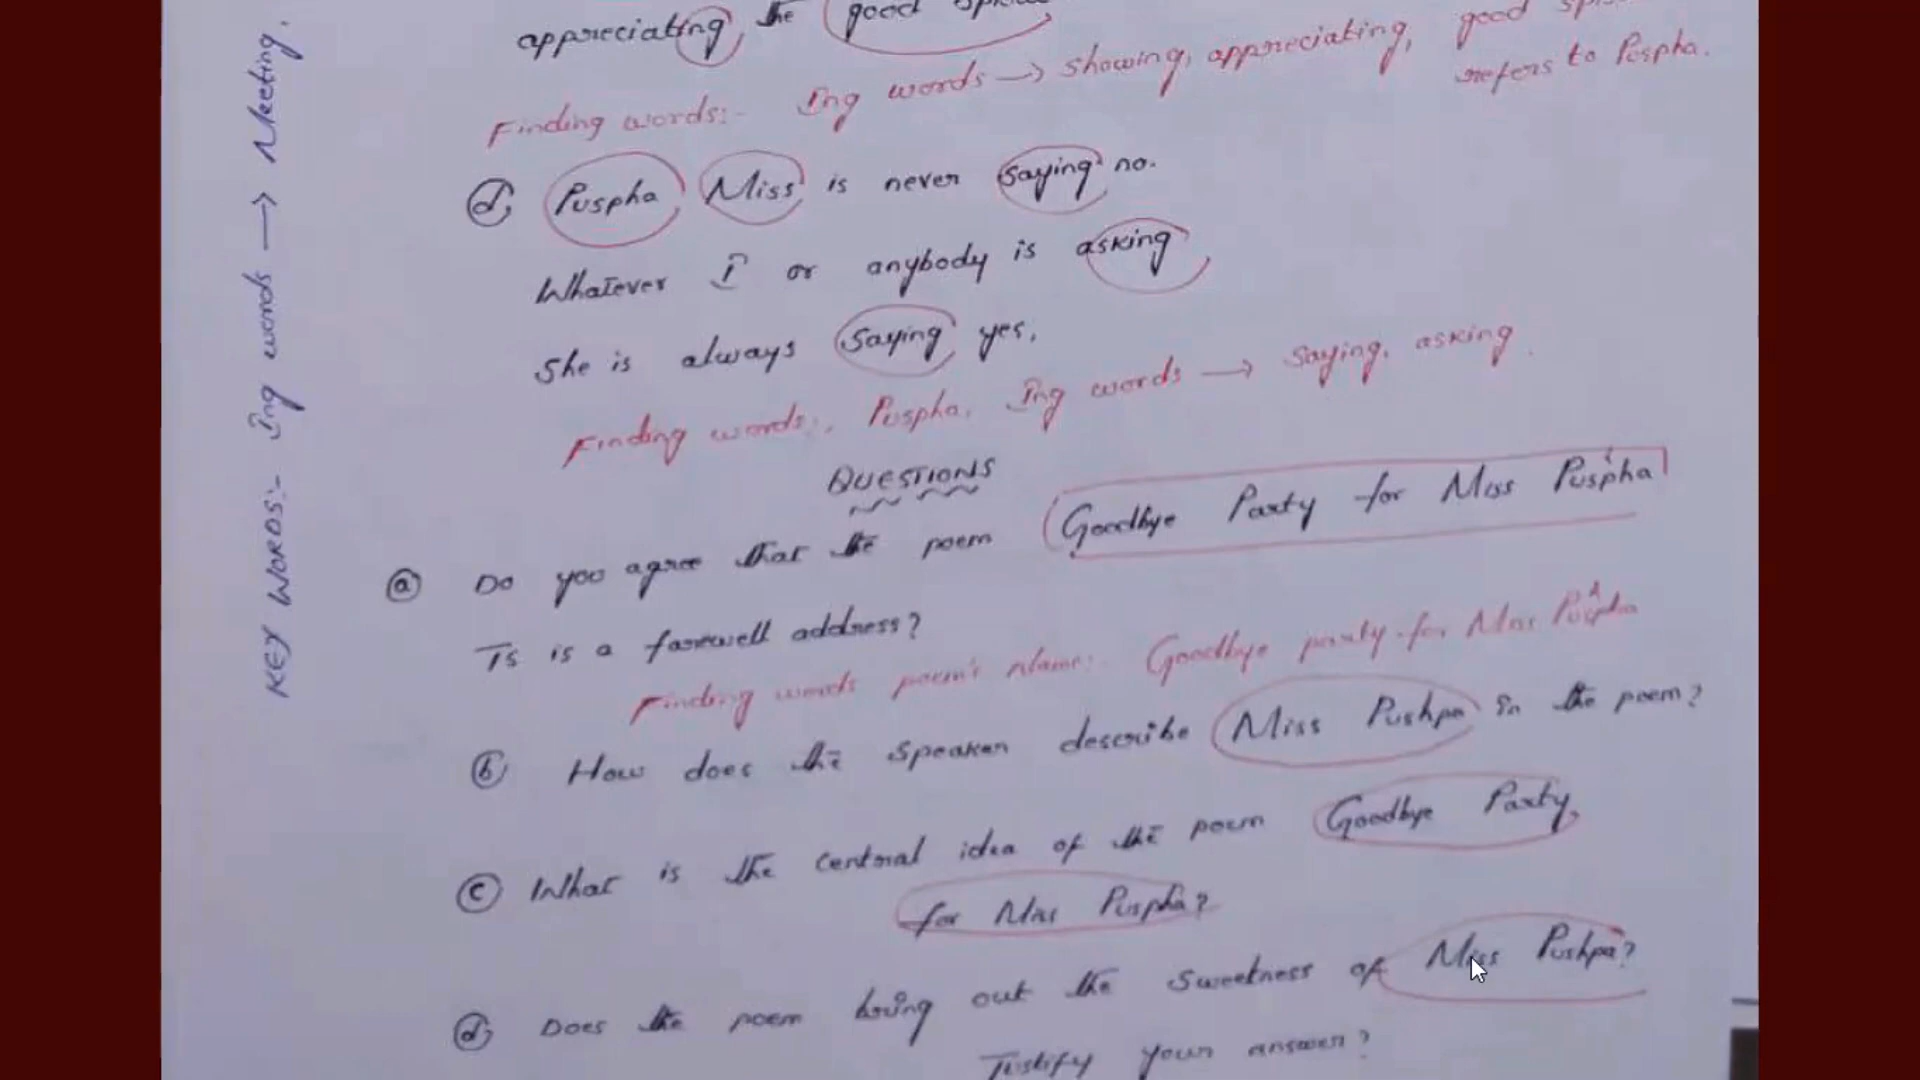 appreciating the good
Finding words:- Ing words → showing, appreciating, good
refers to Puspha.
d, Puspha Miss is never saying no.
Whatever I or anybody is asking
She is always saying yes,
Finding words:, Puspha, Ing words → saying, asking.
QUESTIONS
a Do you agree that the poem Goodbye Party for Miss Puspha
Ts is a farewell address?
Finding words poem's Name:- Goodbye party for Miss Puspha
b How does the speaker describe Miss Pushpa in the poem?
c What is the central idea of the poem Goodbye Party,
for Miss Puspha?
d, Does the poem bring out the sweetness of Miss Pushpa?
Justify your answer?
KEY WORDS:- Ing words → Meeting.